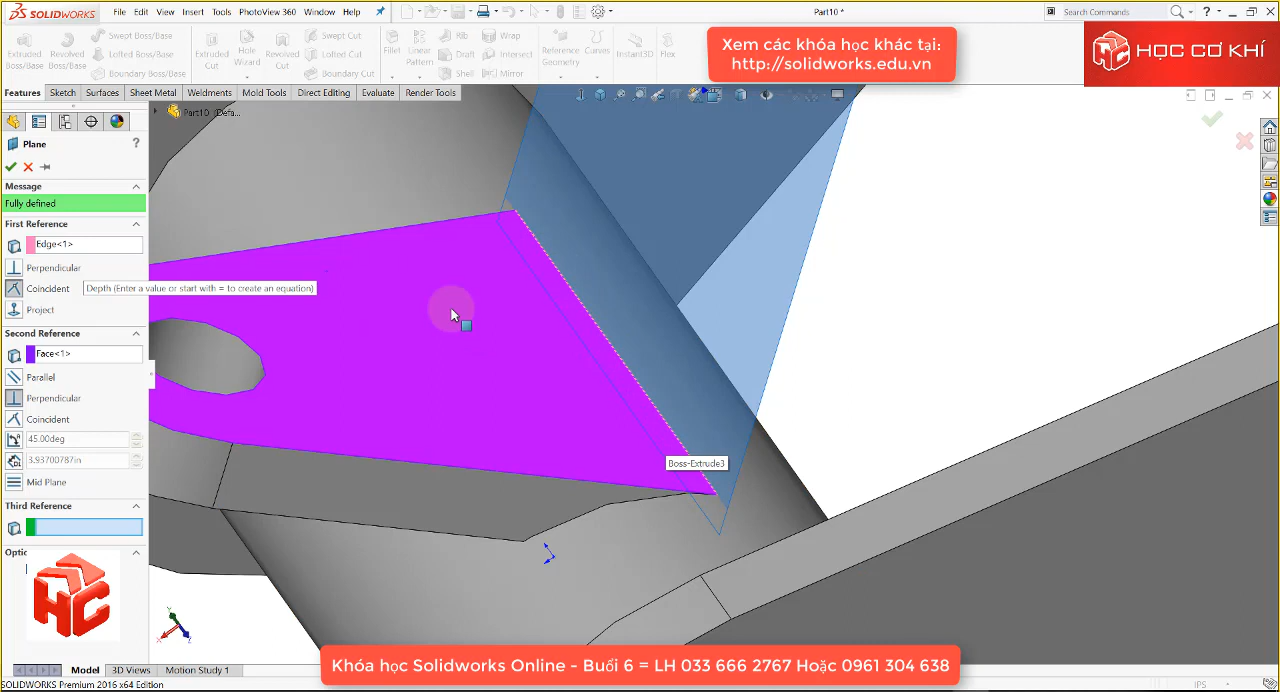 SOLIDWORKS File Edit View Insert Tools PhotoView 360 Window Help Part10 * Search Commands ?
Extruded Boss/Base Revolved Boss/Base Swept Boss/Base Lofted Boss/Base Boundary Boss/Base Extruded Cut Hole Wizard Revolved Cut Swept Cut Lofted Cut Boundary Cut Fillet Linear Pattern Rib Draft Shell Wrap Intersect Mirror Reference Geometry Curves Instant3D Flex
Xem các khóa học khác tại:
http://solidworks.edu.vn
HC
HỌC CƠ KHÍ
Features Sketch Surfaces Sheet Metal Weldments Mold Tools Direct Editing Evaluate Render Tools
Part10 (Defa...
Plane ?
Message
Fully defined
First Reference
Edge<1>
Perpendicular
Coincident
Depth (Enter a value or start with = to create an equation)
Project
Second Reference
Face<1>
Parallel
Perpendicular
Coincident
45.00deg
3.93700787in
Mid Plane
Boss-Extrude3
Third Reference
Optic
HC
Y
X
Z
Khóa học Solidworks Online - Buổi 6 = LH 033 666 2767 Hoặc 0961 304 638
Model 3D Views Motion Study 1
SOLIDWORKS Premium 2016 x64 Edition
IPS